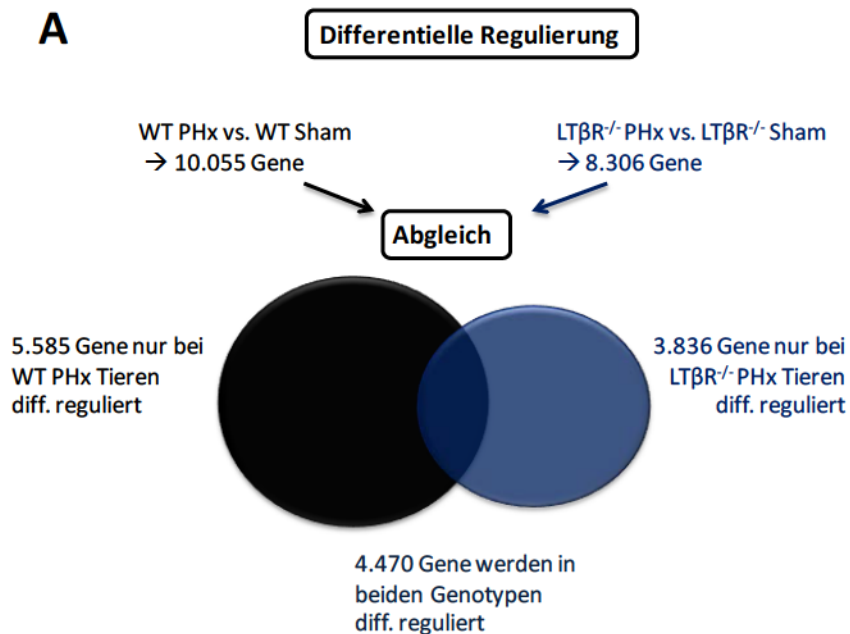 A
Differentielle Regulierung
WT PHx vs. WT Sham
→ 10.055 Gene
LTβR-/- PHx vs. LTβR-/- Sham
→ 8.306 Gene
Abgleich
5.585 Gene nur bei
WT PHx Tieren
diff. reguliert
3.836 Gene nur bei
LTβR-/- PHx Tieren
diff. reguliert
4.470 Gene werden in
beiden Genotypen
diff. reguliert